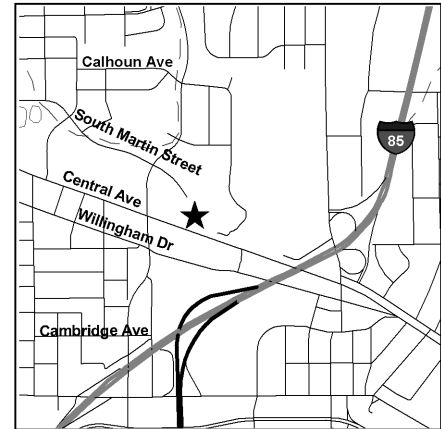 Calhoun Ave
85
South Martin Street
Central Ave
Willingham Dr
Cambridge Ave